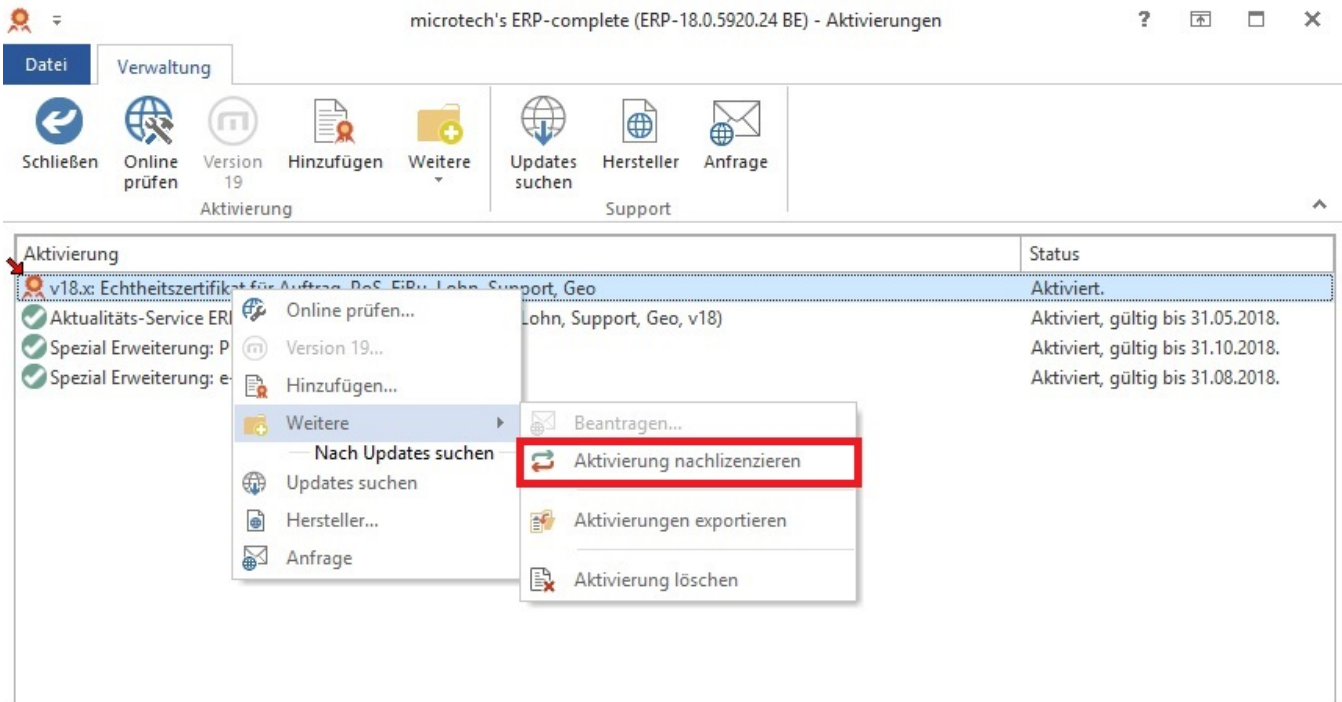 microtech's ERP-complete (ERP-18.0.5920.24 BE) - Aktivierungen
?
Datei
Verwaltung
Schließen
Online
prüfen
Version
19
Hinzufügen
Weitere
Updates
suchen
Hersteller
Anfrage
Aktivierung
Support
Aktivierung
Status
v18.x: Echtheitszertifikat für Auftrag, PoS, FiBu, Lohn, Support, Geo
Aktiviert.
Aktualitäts-Service ER
Lohn, Support, Geo, v18)
Aktiviert, gültig bis 31.05.2018.
Spezial Erweiterung: P
Aktiviert, gültig bis 31.10.2018.
Spezial Erweiterung: e-
Aktiviert, gültig bis 31.08.2018.
Online prüfen...
Version 19...
Hinzufügen...
Weitere
Nach Updates suchen
Updates suchen
Hersteller...
Anfrage
Beantragen...
Aktivierung nachlizenzieren
Aktivierungen exportieren
Aktivierung löschen